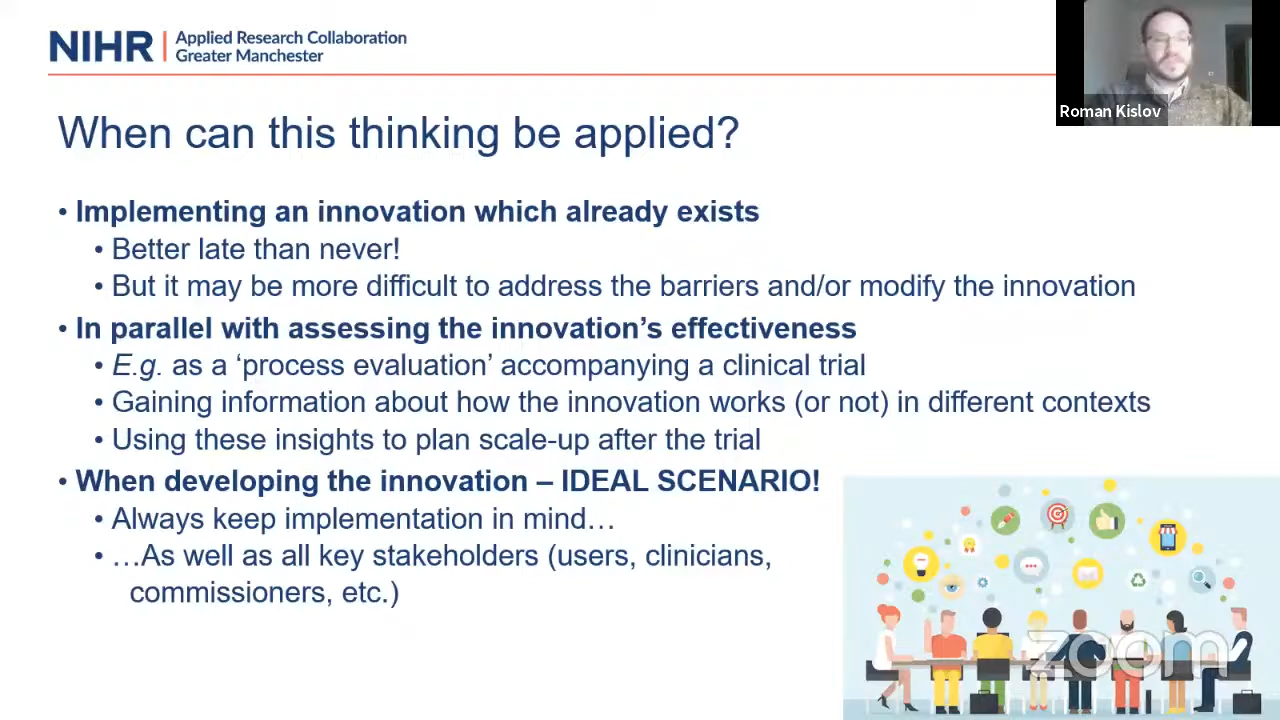 NIHR | Applied Research Collaboration
Greater Manchester
Roman Kislov
When can this thinking be applied?
• Implementing an innovation which already exists
• Better late than never!
• But it may be more difficult to address the barriers and/or modify the innovation
• In parallel with assessing the innovation’s effectiveness
• E.g. as a ‘process evaluation’ accompanying a clinical trial
• Gaining information about how the innovation works (or not) in different contexts
• Using these insights to plan scale-up after the trial
• When developing the innovation – IDEAL SCENARIO!
• Always keep implementation in mind…
• …As well as all key stakeholders (users, clinicians,
commissioners, etc.)
zoom